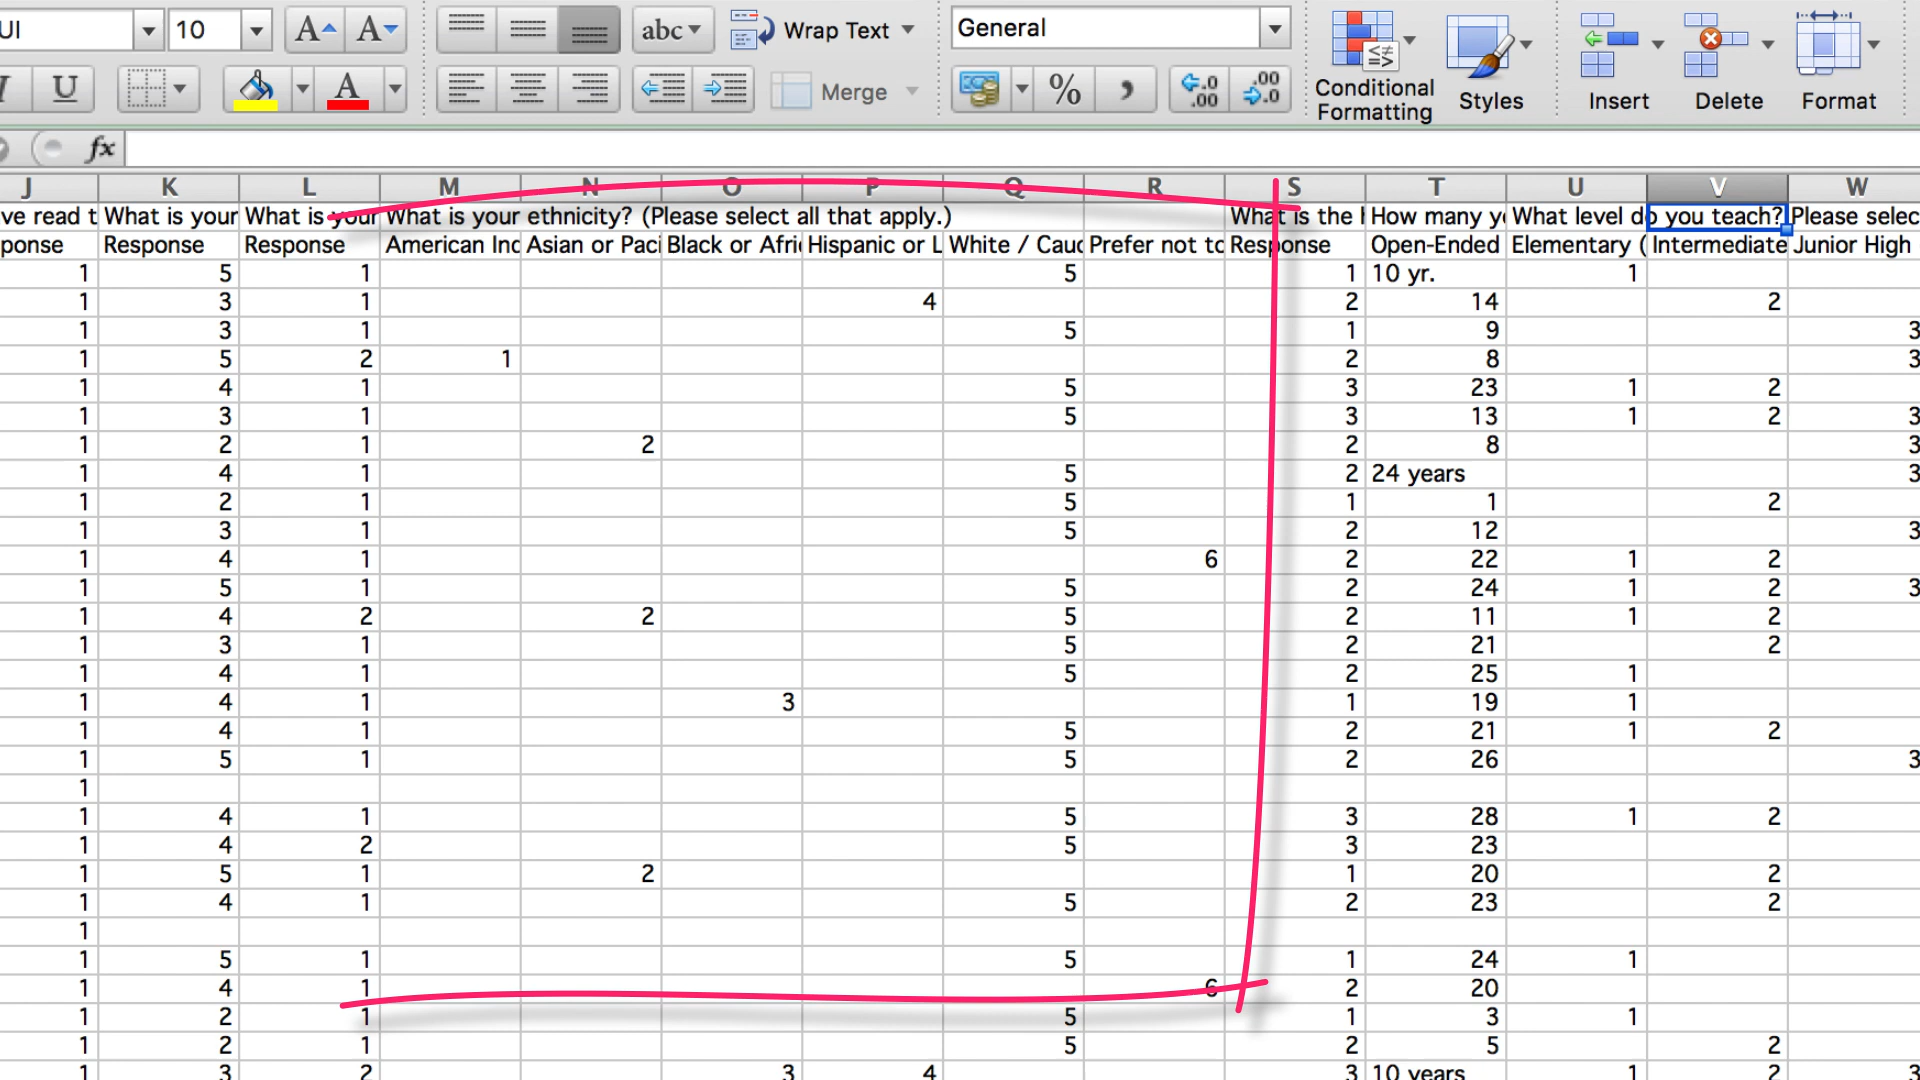 UI 10 A A abc Wrap Text General
U A Merge % , .0 .00 .00 .0 Conditional Formatting Styles Insert Delete Format
fx
J K L M N O P Q R S T U V W
ve read t What is your What is your What is your ethnicity? (Please select all that apply.) What is the How many y What level do you teach? Please selec
ponse Response Response American Inc Asian or Paci Black or Afri Hispanic or L White / Cauc Prefer not to Response Open-Ended Elementary ( Intermediate Junior High
1 5 1 5 1 10 yr. 1
1 3 1 4 2 14 2
1 3 1 5 1 9 3
1 5 2 1 2 8 3
1 4 1 5 3 23 1 2
1 3 1 5 3 13 1 2 3
1 2 1 2 2 8 3
1 4 1 5 2 24 years 3
1 2 1 5 1 1 2
1 3 1 5 2 12 3
1 4 1 6 2 22 1 2
1 5 1 5 2 24 1 2 3
1 4 2 2 5 2 11 1 2
1 3 1 5 2 21 2
1 4 1 5 2 25 1
1 4 1 3 1 19 1
1 4 1 5 2 21 1 2
1 5 1 5 2 26 3
1
1 4 1 5 3 28 1 2
1 4 2 5 3 23
1 5 1 2 1 20 2
1 4 1 5 2 23 2
1
1 5 1 5 1 24 1
1 4 1 6 2 20
1 2 1 5 1 3 1
1 2 1 5 2 5 2
1 3 2 3 4 3 10 years 1 2 3